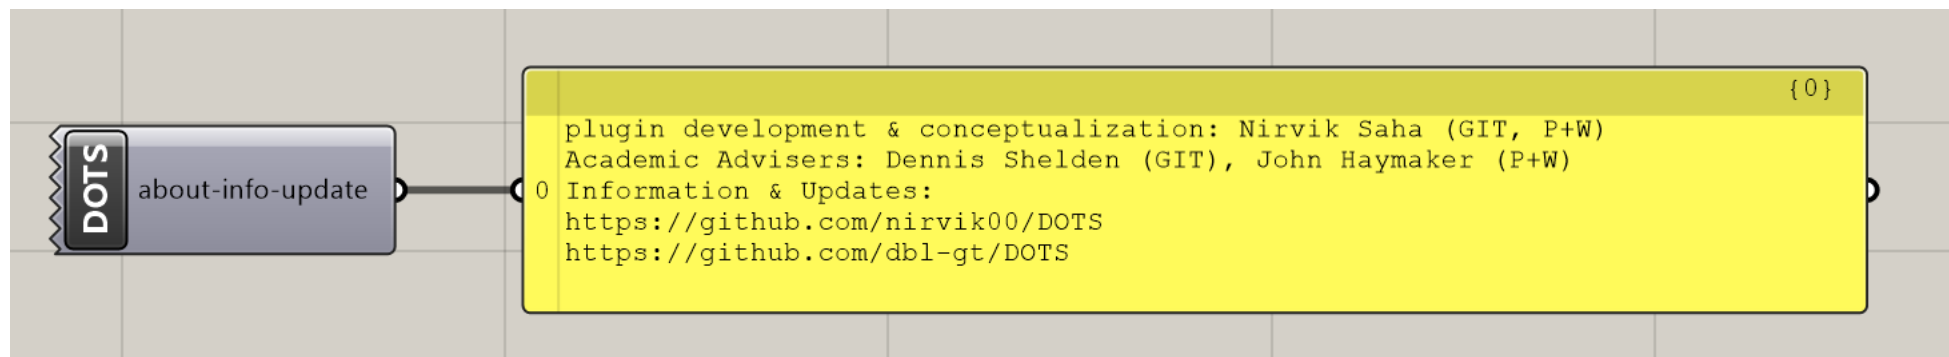 DOTS
about-info-update
{0}
plugin development & conceptualization: Nirvik Saha (GIT, P+W)
Academic Advisers: Dennis Shelden (GIT), John Haymaker (P+W)
0 Information & Updates:
https://github.com/nirvik00/DOTS
https://github.com/dbl-gt/DOTS